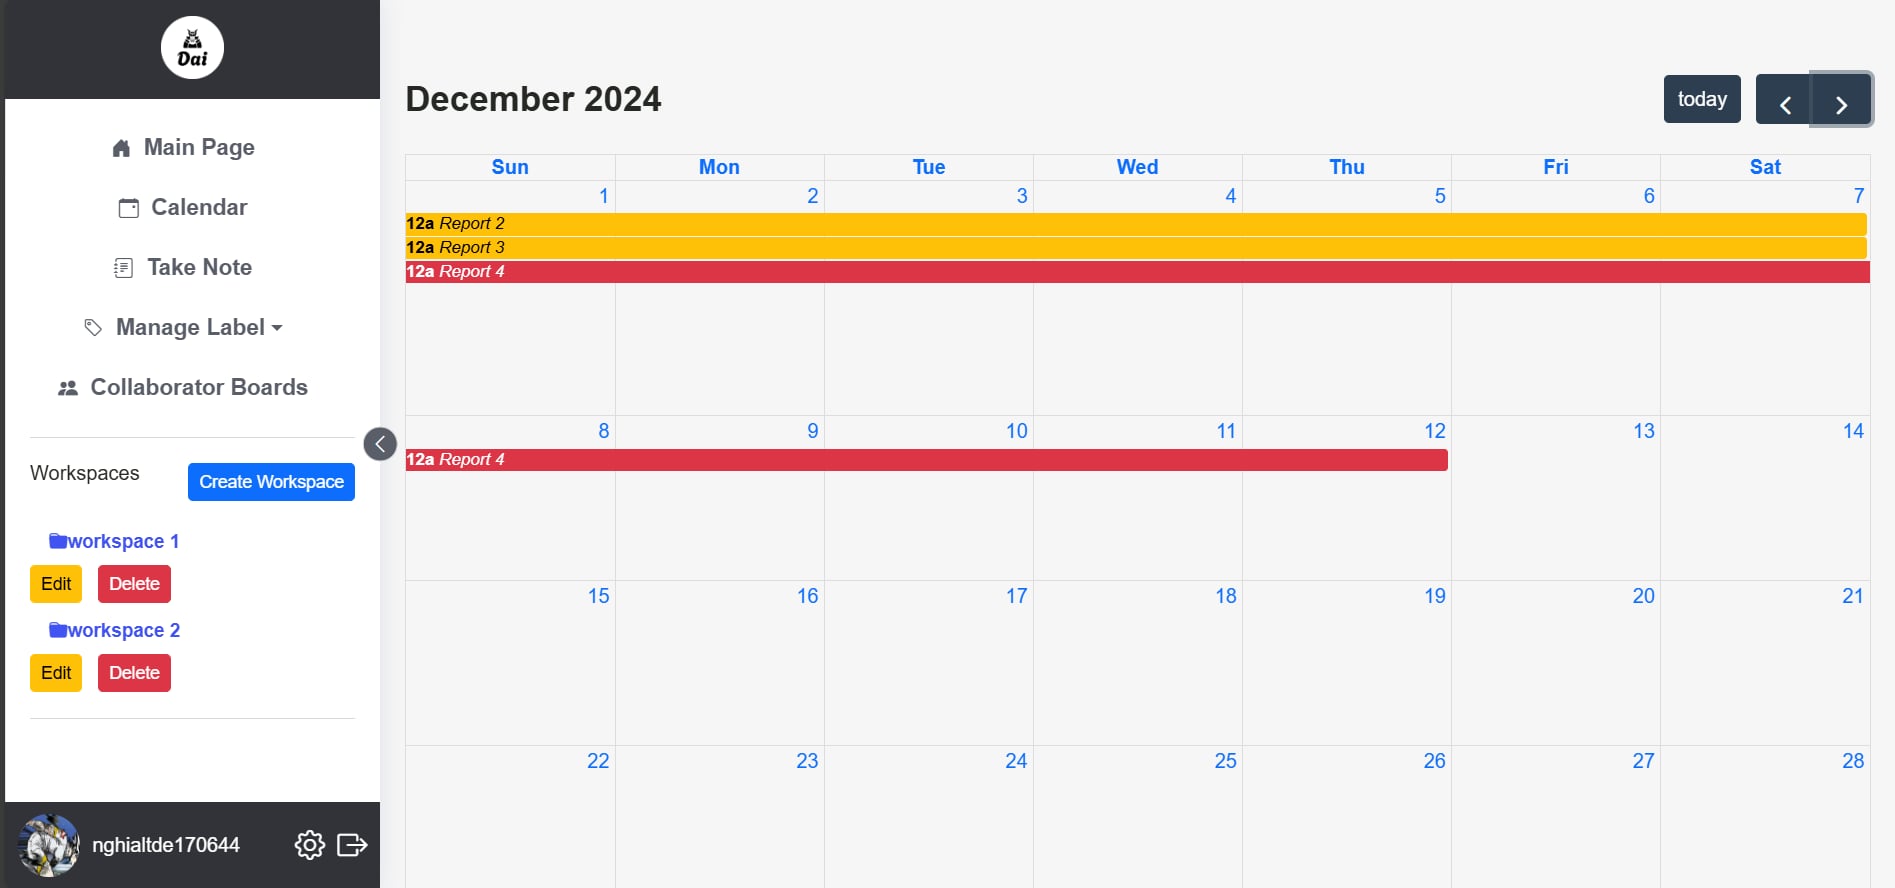 Dai
Main Page
Calendar
Take Note
Manage Label
Collaborator Boards
Workspaces
Create Workspace
workspace 1
Edit Delete
workspace 2
Edit Delete
nghialtde170644
December 2024
today
Sun Mon Tue Wed Thu Fri Sat
1 2 3 4 5 6 7
12a Report 2
12a Report 3
12a Report 4
8 9 10 11 12 13 14
12a Report 4
15 16 17 18 19 20 21
22 23 24 25 26 27 28